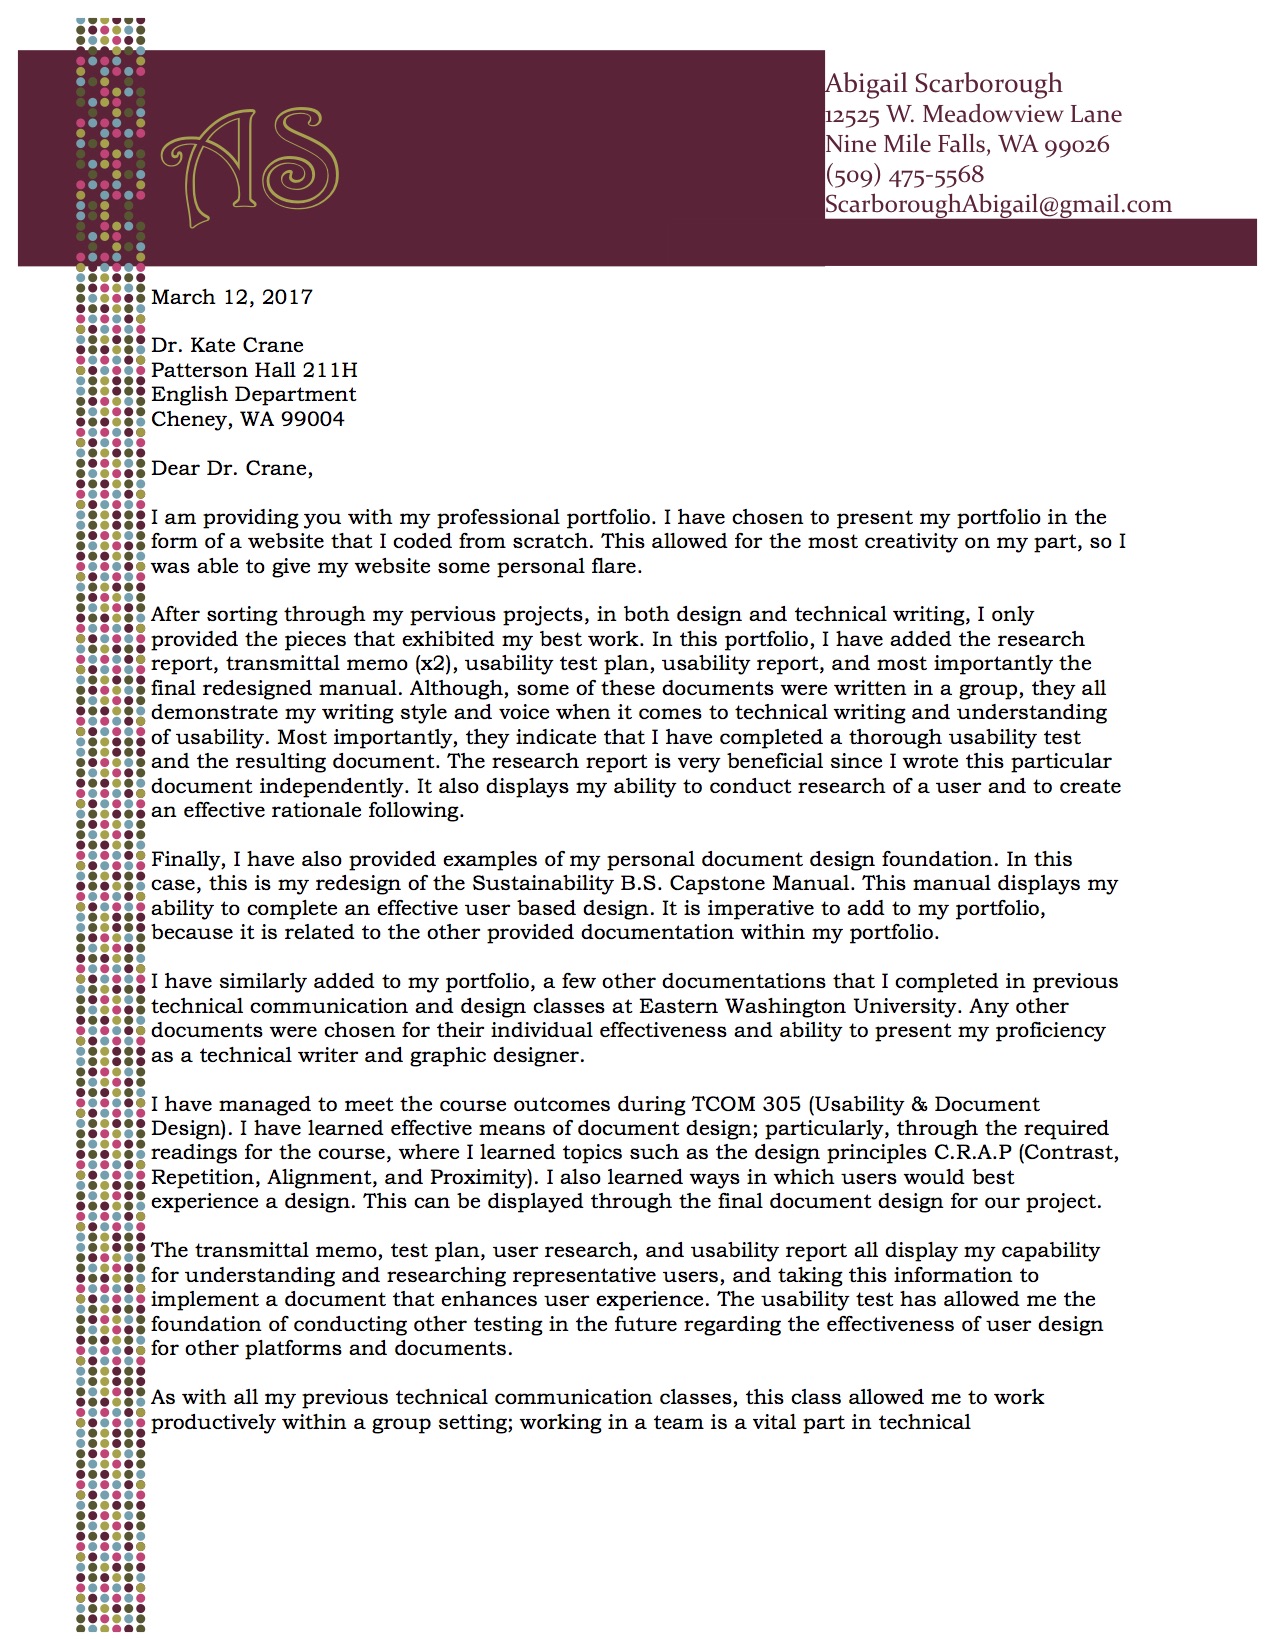 AS
Abigail Scarborough
12525 W. Meadowview Lane
Nine Mile Falls, WA 99026
(509) 475-5568
ScarboroughAbigail@gmail.com
March 12, 2017
Dr. Kate Crane
Patterson Hall 211H
English Department
Cheney, WA 99004
Dear Dr. Crane,
I am providing you with my professional portfolio. I have chosen to present my portfolio in the
form of a website that I coded from scratch. This allowed for the most creativity on my part, so I
was able to give my website some personal flare.
After sorting through my pervious projects, in both design and technical writing, I only
provided the pieces that exhibited my best work. In this portfolio, I have added the research
report, transmittal memo (x2), usability test plan, usability report, and most importantly the
final redesigned manual. Although, some of these documents were written in a group, they all
demonstrate my writing style and voice when it comes to technical writing and understanding
of usability. Most importantly, they indicate that I have completed a thorough usability test
and the resulting document. The research report is very beneficial since I wrote this particular
document independently. It also displays my ability to conduct research of a user and to create
an effective rationale following.
Finally, I have also provided examples of my personal document design foundation. In this
case, this is my redesign of the Sustainability B.S. Capstone Manual. This manual displays my
ability to complete an effective user based design. It is imperative to add to my portfolio,
because it is related to the other provided documentation within my portfolio.
I have similarly added to my portfolio, a few other documentations that I completed in previous
technical communication and design classes at Eastern Washington University. Any other
documents were chosen for their individual effectiveness and ability to present my proficiency
as a technical writer and graphic designer.
I have managed to meet the course outcomes during TCOM 305 (Usability & Document
Design). I have learned effective means of document design; particularly, through the required
readings for the course, where I learned topics such as the design principles C.R.A.P (Contrast,
Repetition, Alignment, and Proximity). I also learned ways in which users would best
experience a design. This can be displayed through the final document design for our project.
The transmittal memo, test plan, user research, and usability report all display my capability
for understanding and researching representative users, and taking this information to
implement a document that enhances user experience. The usability test has allowed me the
foundation of conducting other testing in the future regarding the effectiveness of user design
for other platforms and documents.
As with all my previous technical communication classes, this class allowed me to work
productively within a group setting; working in a team is a vital part in technical